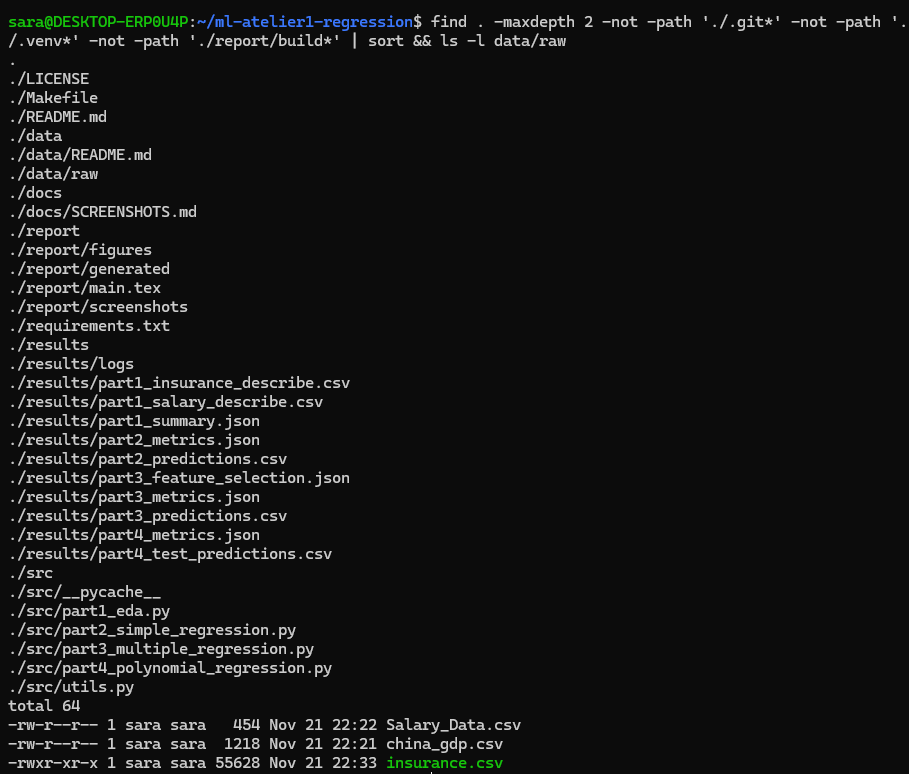 sara@DESKTOP-ERP0U4P:~/ml-atelier1-regression$ find . -maxdepth 2 -not -path './.git*' -not -path '.
/.venv*' -not -path './report/build*' | sort && ls -l data/raw
.
./LICENSE
./Makefile
./README.md
./data
./data/README.md
./data/raw
./docs
./docs/SCREENSHOTS.md
./report
./report/figures
./report/generated
./report/main.tex
./report/screenshots
./requirements.txt
./results
./results/logs
./results/part1_insurance_describe.csv
./results/part1_salary_describe.csv
./results/part1_summary.json
./results/part2_metrics.json
./results/part2_predictions.csv
./results/part3_feature_selection.json
./results/part3_metrics.json
./results/part3_predictions.csv
./results/part4_metrics.json
./results/part4_test_predictions.csv
./src
./src/__pycache__
./src/part1_eda.py
./src/part2_simple_regression.py
./src/part3_multiple_regression.py
./src/part4_polynomial_regression.py
./src/utils.py
total 64
-rw-r--r-- 1 sara sara   454 Nov 21 22:22 Salary_Data.csv
-rw-r--r-- 1 sara sara  1218 Nov 21 22:21 china_gdp.csv
-rwxr-xr-x 1 sara sara 55628 Nov 21 22:33 insurance.csv